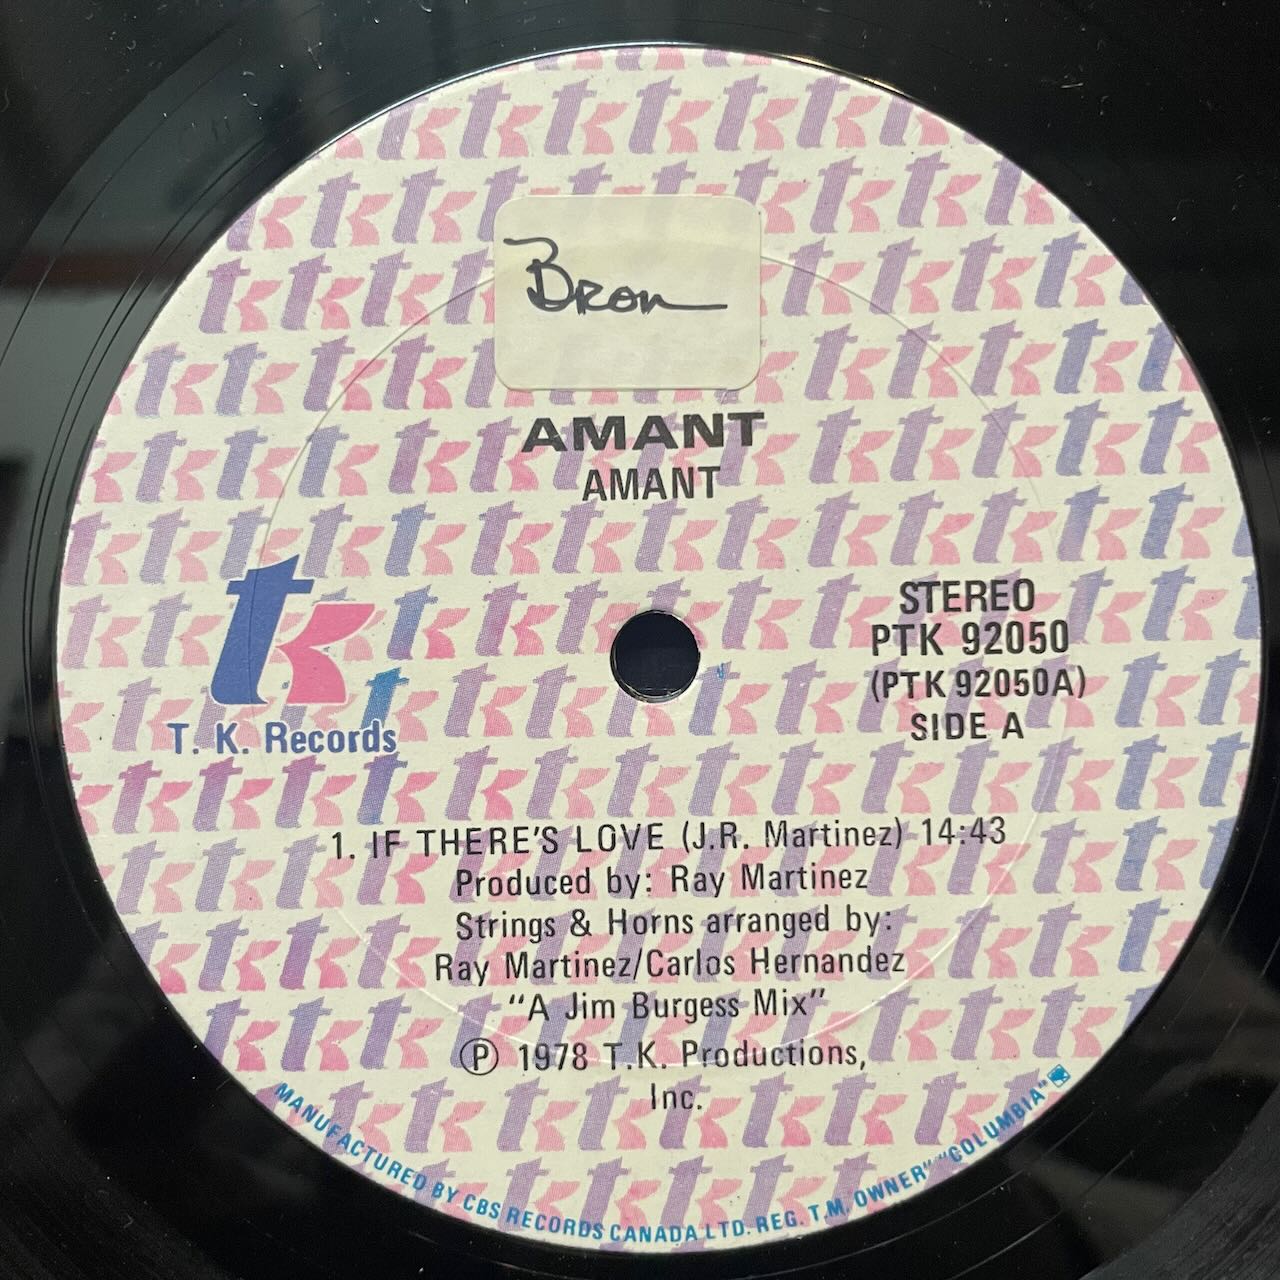 Bron
AMANT
AMANT
tk
T. K. Records
STEREO
PTK 92050
(PTK 92050A)
SIDE A
1. IF THERE'S LOVE (J.R. Martinez) 14:43
Produced by: Ray Martinez
Strings & Horns arranged by:
Ray Martinez/Carlos Hernandez
"A Jim Burgess Mix"
Ⓟ 1978 T.K. Productions,
Inc.
MANUFACTURED BY CBS RECORDS CANADA LTD. REG. T.M. OWNER" "COLUMBIA"